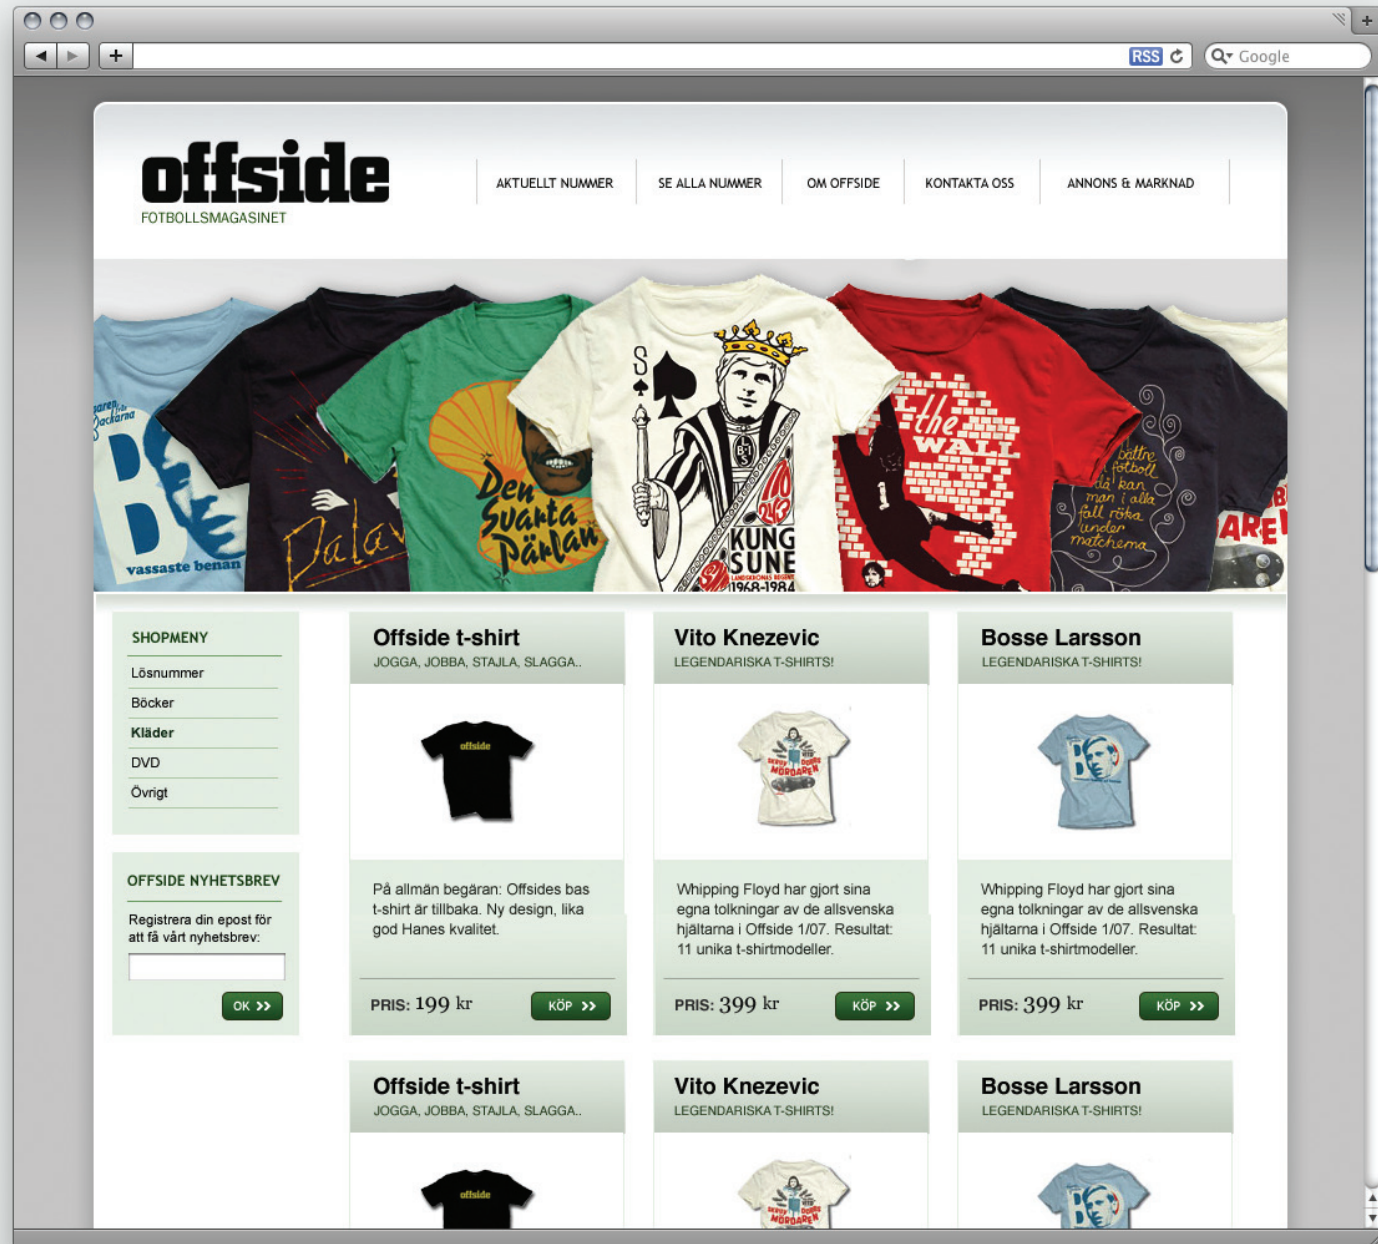 RSS
Google
offside
FOTBOLLSMAGASINET
AKTUELLT NUMMER
SE ALLA NUMMER
OM OFFSIDE
KONTAKTA OSS
ANNONS & MARKNAD
vassaste benan
Den
Svarta
Pärlan
S
L
B·I
S
KUNG
SUNE
LANDSKRONAS REGENT
1968-1984
the
WALL
bättre
fotboll
då kan
man i alla
fall röka
under
matcherna
SHOPMENY
Lösnummer
Böcker
Kläder
DVD
Övrigt
OFFSIDE NYHETSBREV
Registrera din epost för
att få vårt nyhetsbrev:
OK >>
Offside t-shirt
JOGGA, JOBBA, STAJLA, SLAGGA..
offside
På allmän begäran: Offsides bas
t-shirt är tillbaka. Ny design, lika
god Hanes kvalitet.
PRIS: 199 kr
KÖP >>
Vito Knezevic
LEGENDARISKA T-SHIRTS!
MÖRDAREN
Whipping Floyd har gjort sina
egna tolkningar av de allsvenska
hjältarna i Offside 1/07. Resultat:
11 unika t-shirtmodeller.
PRIS: 399 kr
KÖP >>
Bosse Larsson
LEGENDARISKA T-SHIRTS!
Whipping Floyd har gjort sina
egna tolkningar av de allsvenska
hjältarna i Offside 1/07. Resultat:
11 unika t-shirtmodeller.
PRIS: 399 kr
KÖP >>
Offside t-shirt
JOGGA, JOBBA, STAJLA, SLAGGA..
offside
Vito Knezevic
LEGENDARISKA T-SHIRTS!
MÖRDAREN
Bosse Larsson
LEGENDARISKA T-SHIRTS!